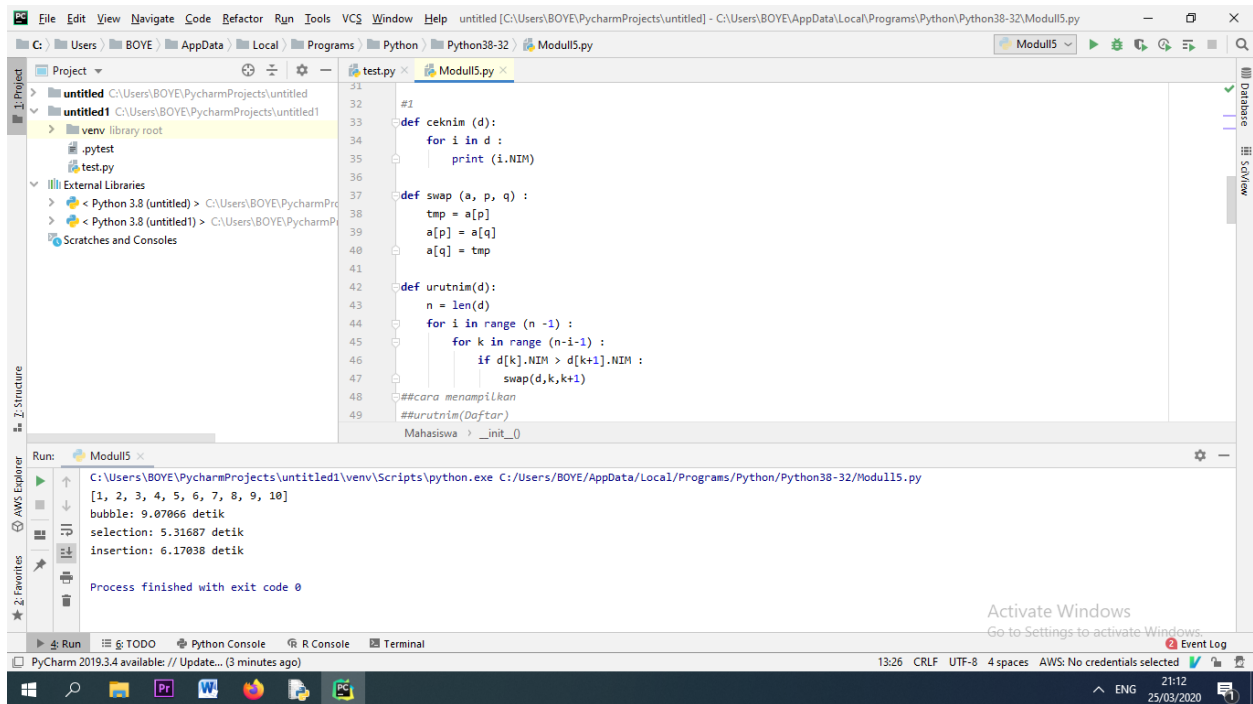 File Edit View Navigate Code Refactor Run Tools VCS Window Help untitled [C:\Users\BOYE\PycharmProjects\untitled] - C:\Users\BOYE\AppData\Local\Programs\Python\Python38-32\Modull5.py
C: Users BOYE AppData Local Programs Python Python38-32 Modull5.py Modull5
1: Project
Project
untitled C:\Users\BOYE\PycharmProjects\untitled
untitled1 C:\Users\BOYE\PycharmProjects\untitled1
venv library root
.pytest
test.py
External Libraries
< Python 3.8 (untitled) > C:\Users\BOYE\PycharmPro
< Python 3.8 (untitled1) > C:\Users\BOYE\PycharmP
Scratches and Consoles
test.py Modull5.py
31
32 #1
33 def ceknim (d):
34 for i in d :
35 print (i.NIM)
36
37 def swap (a, p, q) :
38 tmp = a[p]
39 a[p] = a[q]
40 a[q] = tmp
41
42 def urutnim(d):
43 n = len(d)
44 for i in range (n -1) :
45 for k in range (n-i-1) :
46 if d[k].NIM > d[k+1].NIM :
47 swap(d,k,k+1)
48 ##cara menampilkan
49 ##urutnim(Daftar)
Mahasiswa > __init__()
Database
SciView
Z: Structure
AWS Explorer
2: Favorites
Run: Modull5
C:\Users\BOYE\PycharmProjects\untitled1\venv\Scripts\python.exe C:/Users/BOYE/AppData/Local/Programs/Python/Python38-32/Modull5.py
[1, 2, 3, 4, 5, 6, 7, 8, 9, 10]
bubble: 9.07066 detik
selection: 5.31687 detik
insertion: 6.17038 detik
Process finished with exit code 0
Activate Windows
Go to Settings to activate Windows.
4: Run 6: TODO Python Console R Console Terminal 2 Event Log
PyCharm 2019.3.4 available: // Update... (3 minutes ago) 13:26 CRLF UTF-8 4 spaces AWS: No credentials selected
Pr W PC ENG 21:12
25/03/2020 1